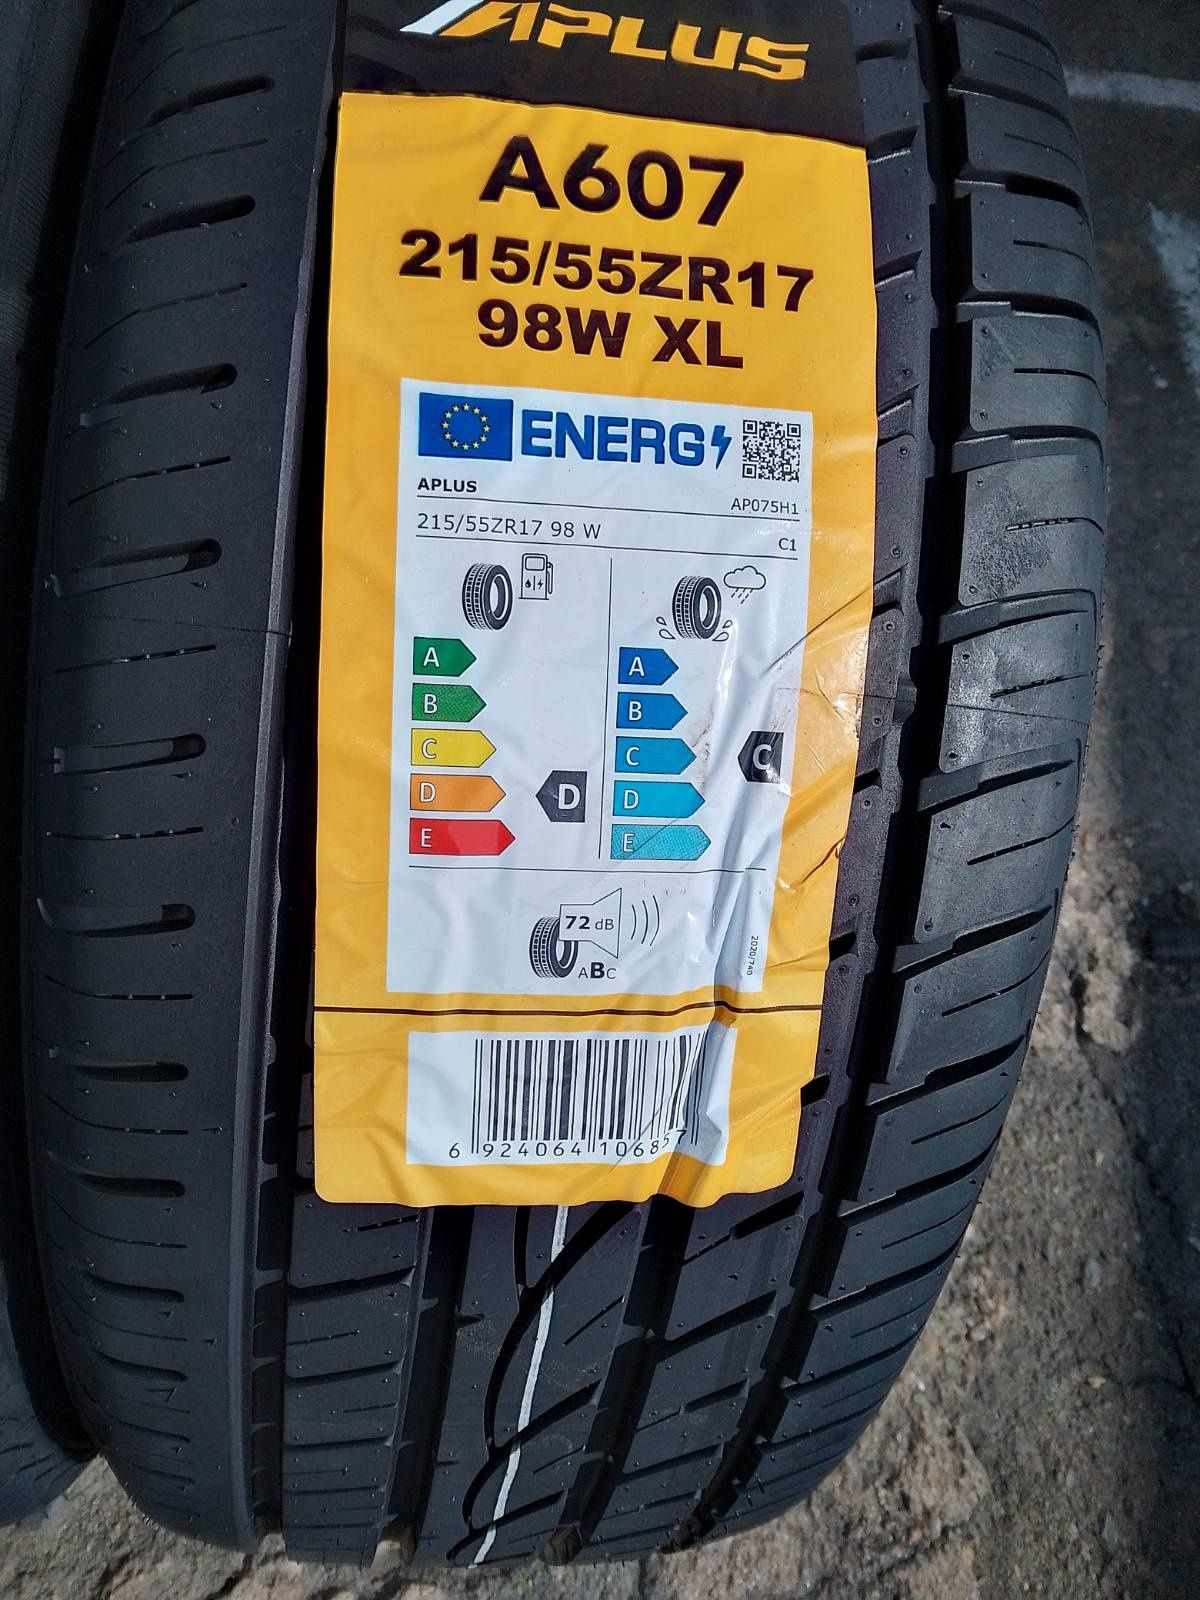 APLUS
A607
215/55ZR17
98W XL
ENERG
APLUS
AP075H1
215/55ZR17 98 W
C1
A
B
C
D
E
D
A
B
C
D
E
C
72 dB
ABC
2020/740
6 924064 106857